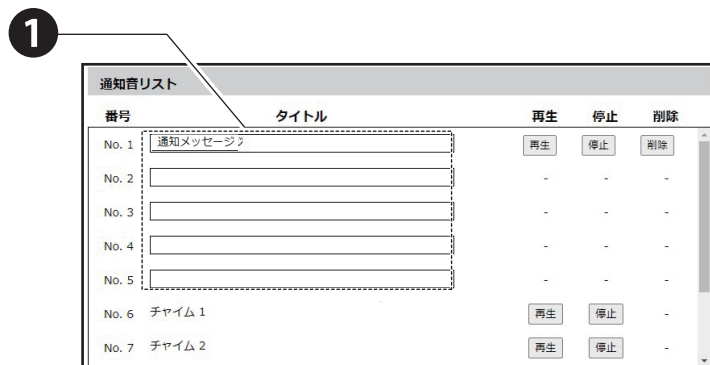 1
通知音リスト
番号 タイトル 再生 停止 削除
No. 1 通知メッセージ 再生 停止 削除
No. 2 - - -
No. 3 - - -
No. 4 - - -
No. 5 - - -
No. 6 チャイム 1 再生 停止 -
No. 7 チャイム 2 再生 停止 -